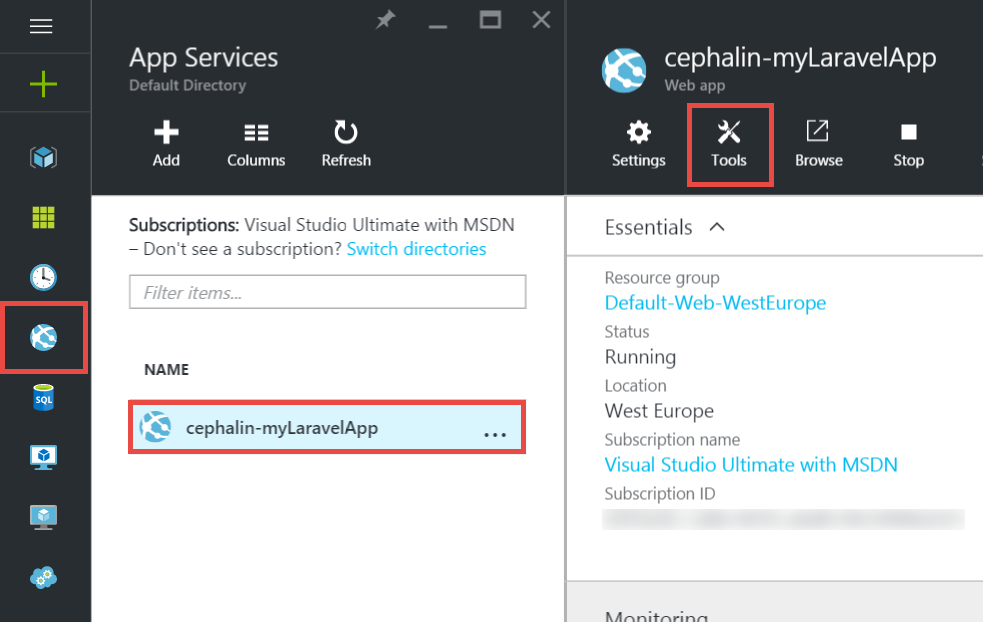 App Services
Default Directory
Add
Columns
Refresh
Subscriptions: Visual Studio Ultimate with MSDN
– Don't see a subscription? Switch directories
Filter items...
NAME
cephalin-myLaravelApp
...
SQL
cephalin-myLaravelApp
Web app
Settings
Tools
Browse
Stop
Essentials
Resource group
Default-Web-WestEurope
Status
Running
Location
West Europe
Subscription name
Visual Studio Ultimate with MSDN
Subscription ID
Monitoring